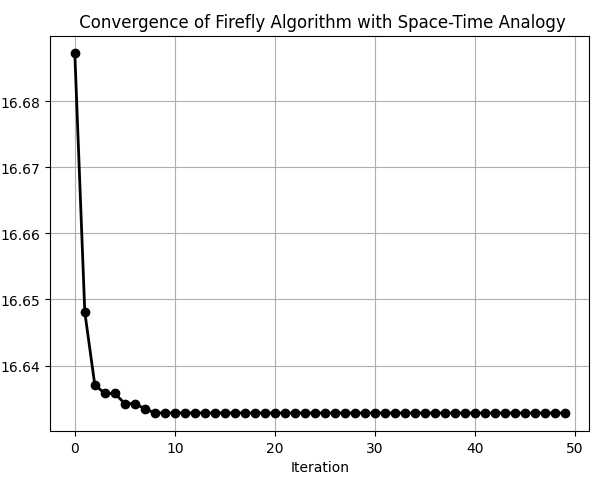 Convergence of Firefly Algorithm with Space-Time Analogy
16.68
16.67
16.66
16.65
16.64
0 10 20 30 40 50
Iteration